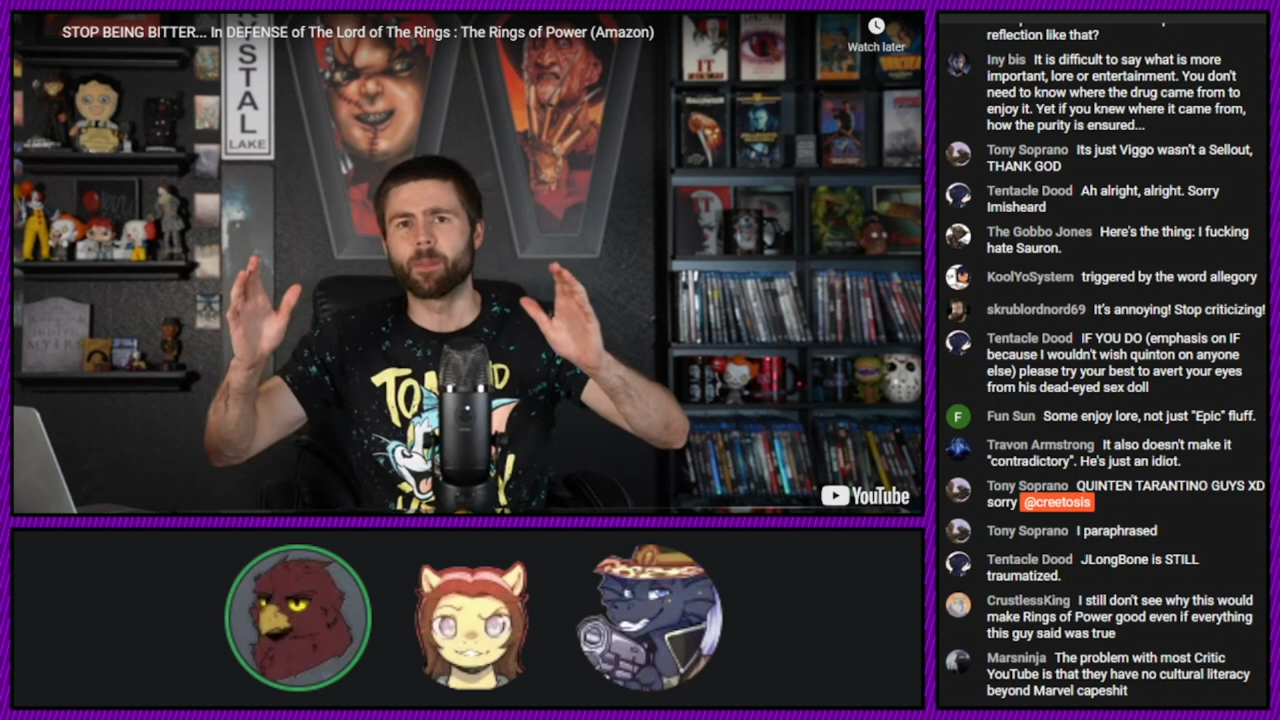 STOP BEING BITTER... In DEFENSE of The Lord of The Rings : The Rings of Power (Amazon)
Watch later
STAL
LAKE
IT
IT
DRACULA
HALLOWEEN
MYERS
YouTube
reflection like that?
Iny bis It is difficult to say what is more
important, lore or entertainment. You don't
need to know where the drug came from to
enjoy it. Yet if you knew where it came from,
how the purity is ensured...
Tony Soprano Its just Viggo wasn't a Sellout,
THANK GOD
Tentacle Dood Ah alright, alright. Sorry
Imisheard
The Gobbo Jones Here's the thing: I fucking
hate Sauron.
KoolYoSystem triggered by the word allegory
skrublordnord69 It's annoying! Stop criticizing!
Tentacle Dood IF YOU DO (emphasis on IF
because I wouldn't wish quinton on anyone
else) please try your best to avert your eyes
from his dead-eyed sex doll
F
Fun Sun Some enjoy lore, not just "Epic" fluff.
Travon Armstrong It also doesn't make it
"contradictory". He's just an idiot.
Tony Soprano QUINTEN TARANTINO GUYS XD
sorry @creetosis
Tony Soprano I paraphrased
Tentacle Dood JLongBone is STILL
traumatized.
CrustlessKing I still don't see why this would
make Rings of Power good even if everything
this guy said was true
Marsninja The problem with most Critic
YouTube is that they have no cultural literacy
beyond Marvel capeshit